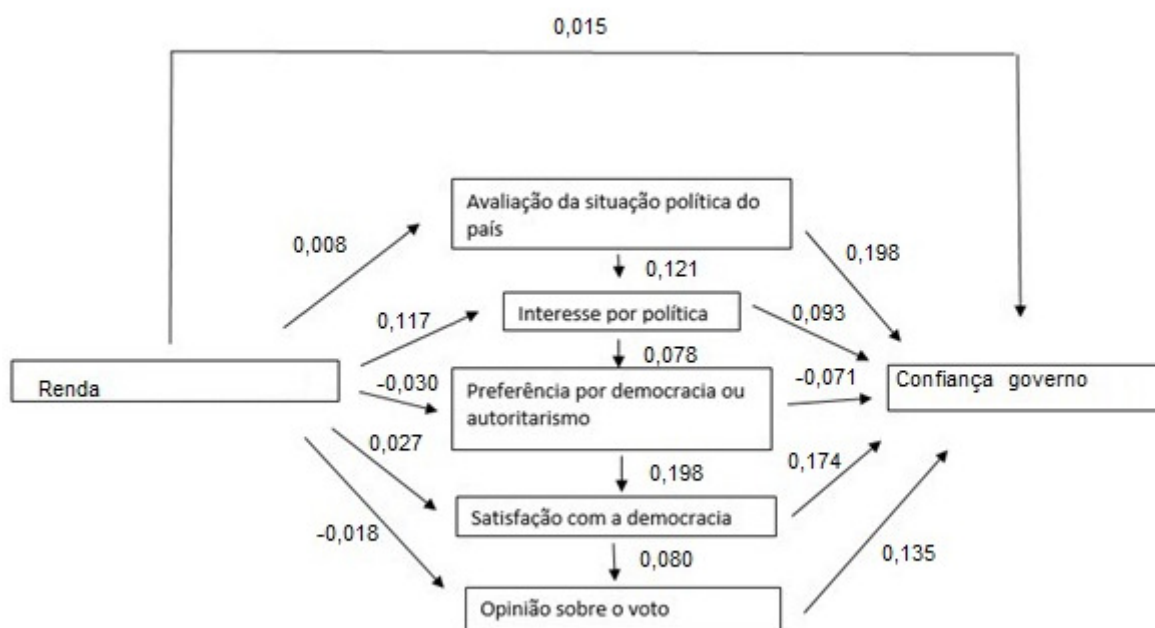 0,015
Avaliação da situação política do
país
0,008
0,198
0,121
Interesse por política
0,117
0,093
0,078
Renda
-0,030
Preferência por democracia ou
autoritarismo
-0,071
Confiança governo
0,027
0,198
0,174
Satisfação com a democracia
-0,018
0,080
0,135
Opinião sobre o voto